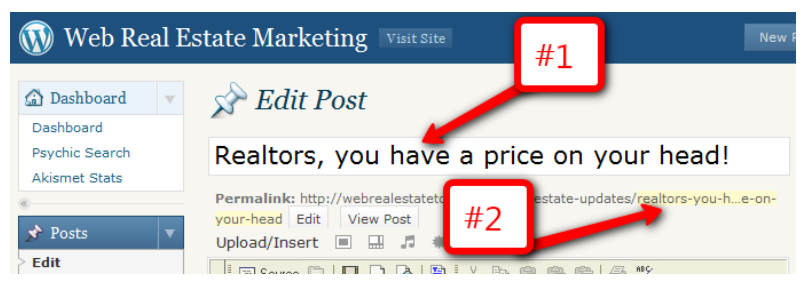 Web Real Estate Marketing Visit Site New
#1
Dashboard
Edit Post
Dashboard
Psychic Search
Akismet Stats
Realtors, you have a price on your head!
Permalink: http://webrealestate estate-updates/realtors-you-h...e-on-
your-head Edit View Post
#2
Posts
Upload/Insert
Edit
Source
ABC